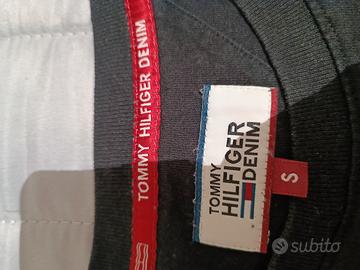 TOMMY HILFIGER DENIM
TOMMY
HILFIGER
DENIM
S
subito